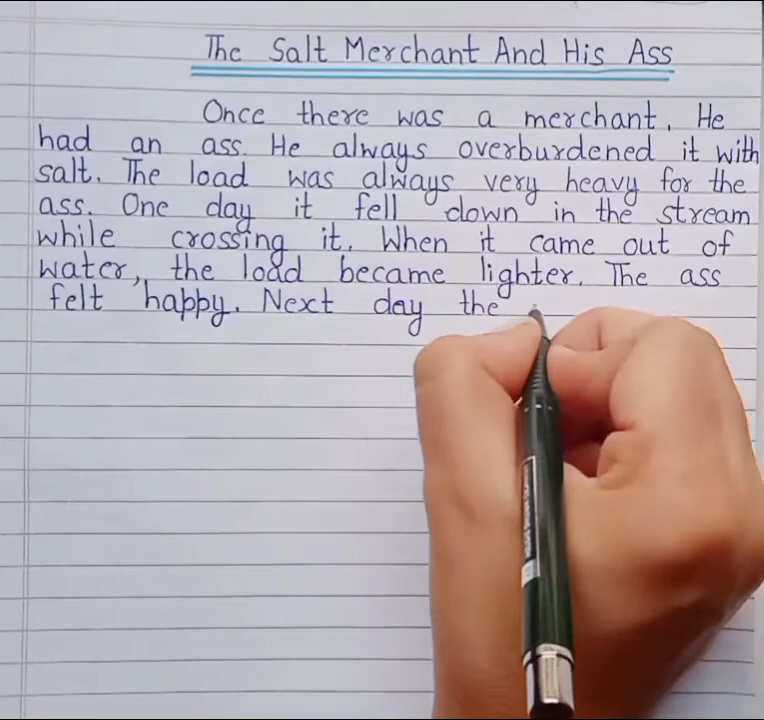 The Salt Merchant And His Ass
Once there was a merchant. He
had an ass. He always overburdened it with
salt. The load was always very heavy for the
ass. One day it fell down in the stream
while crossing it. When it came out of
water, the load became lighter. The ass
felt happy. Next day the